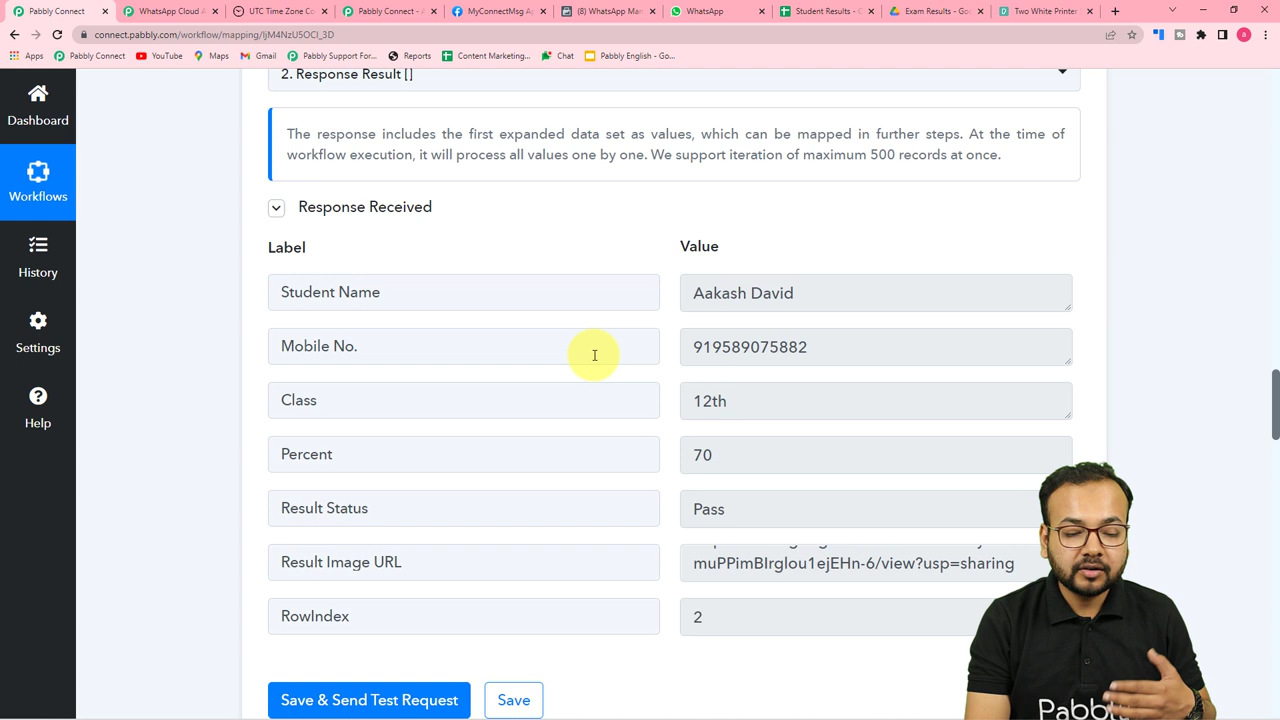 Pabbly Connect
WhatsApp Cloud A
UTC Time Zone Co
Pabbly Connect - A
MyConnectMsg Ap
(8) WhatsApp Man
WhatsApp
Student Results - G
Exam Results - Goo
Two White Printer
connect.pabbly.com/workflow/mapping/IjM4NzU5OCI_3D
a
Apps
Pabbly Connect
YouTube
Maps
Gmail
Pabbly Support For...
Reports
Content Marketing...
Chat
Pabbly English - Go...
Dashboard
Workflows
History
Settings
Help
2. Response Result []
The response includes the first expanded data set as values, which can be mapped in further steps. At the time of
workflow execution, it will process all values one by one. We support iteration of maximum 500 records at once.
Response Received
Label
Value
Student Name
Aakash David
Mobile No.
919589075882
Class
12th
Percent
70
Result Status
Pass
Result Image URL
muPPimBIrglou1ejEHn-6/view?usp=sharing
RowIndex
2
Save & Send Test Request
Save
Pabbly